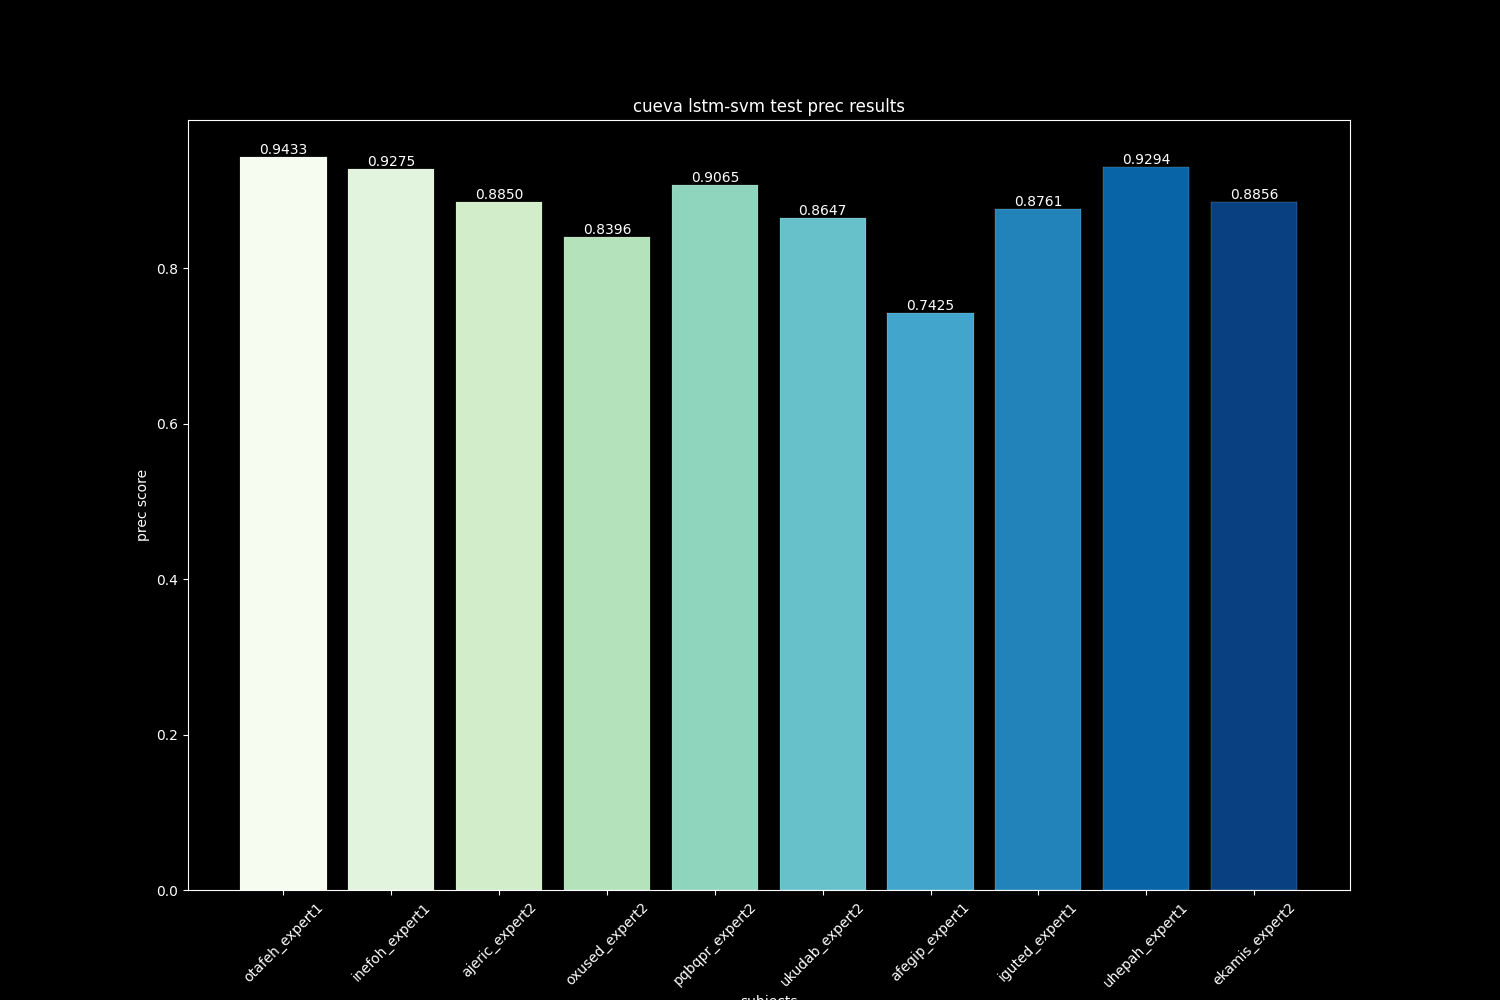 cueva lstm-svm test prec results
0.9433
0.9275
0.8850
0.8396
0.9065
0.8647
0.7425
0.8761
0.9294
0.8856
prec score
0.8
0.6
0.4
0.2
0.0
otafeh_expert1
inefoh_expert1
ajeric_expert2
oxused_expert2
pqbqpr_expert2
ukudab_expert2
afegip_expert1
iguted_expert1
uhepah_expert1
ekamis_expert2
subjects